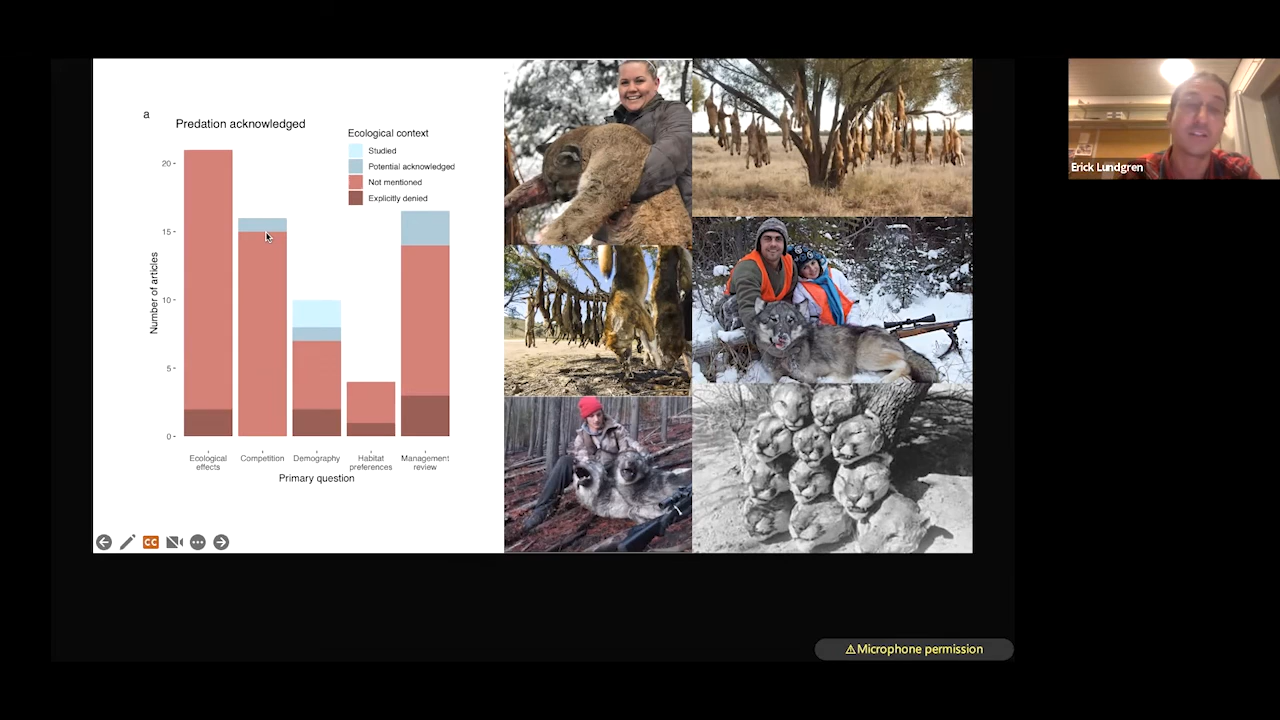 a
Predation acknowledged
Ecological context
Studied
Potential acknowledged
Not mentioned
Explicitly denied
Number of articles
20
15
10
5
0
Ecological effects
Competition
Demography
Habitat preferences
Management review
Primary question
CC
Erick Lundgren
⚠Microphone permission